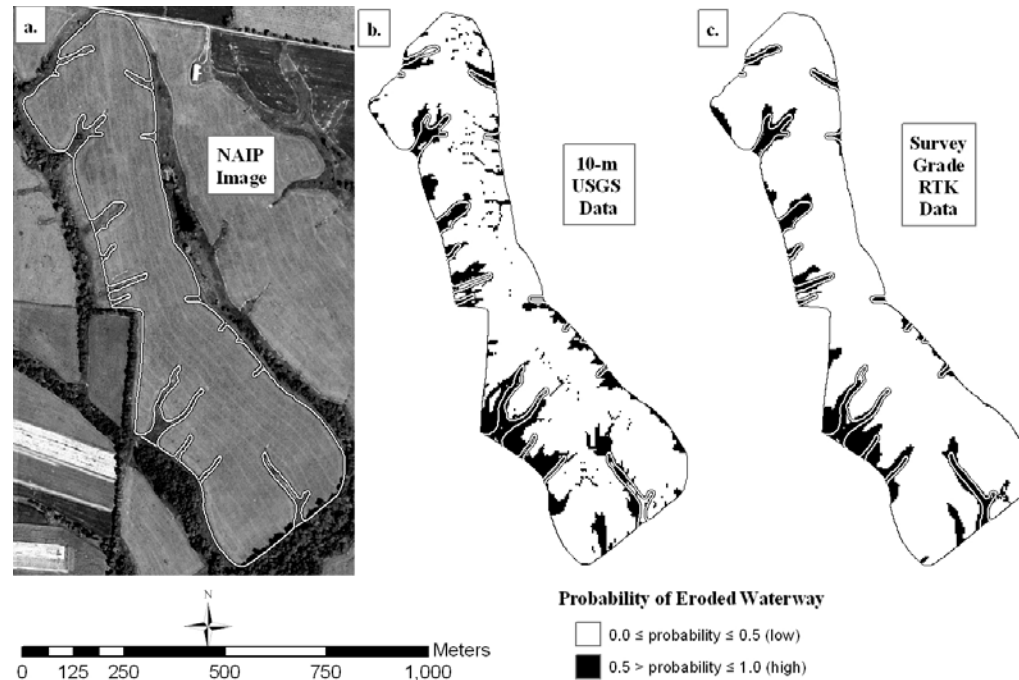 a.
b.
c.
NAIP
Image
10-m
USGS
Data
Survey
Grade
RTK
Data
N
Meters
0 125 250 500 750 1,000
Probability of Eroded Waterway
0.0 ≤ probability ≤ 0.5 (low)
0.5 > probability ≤ 1.0 (high)